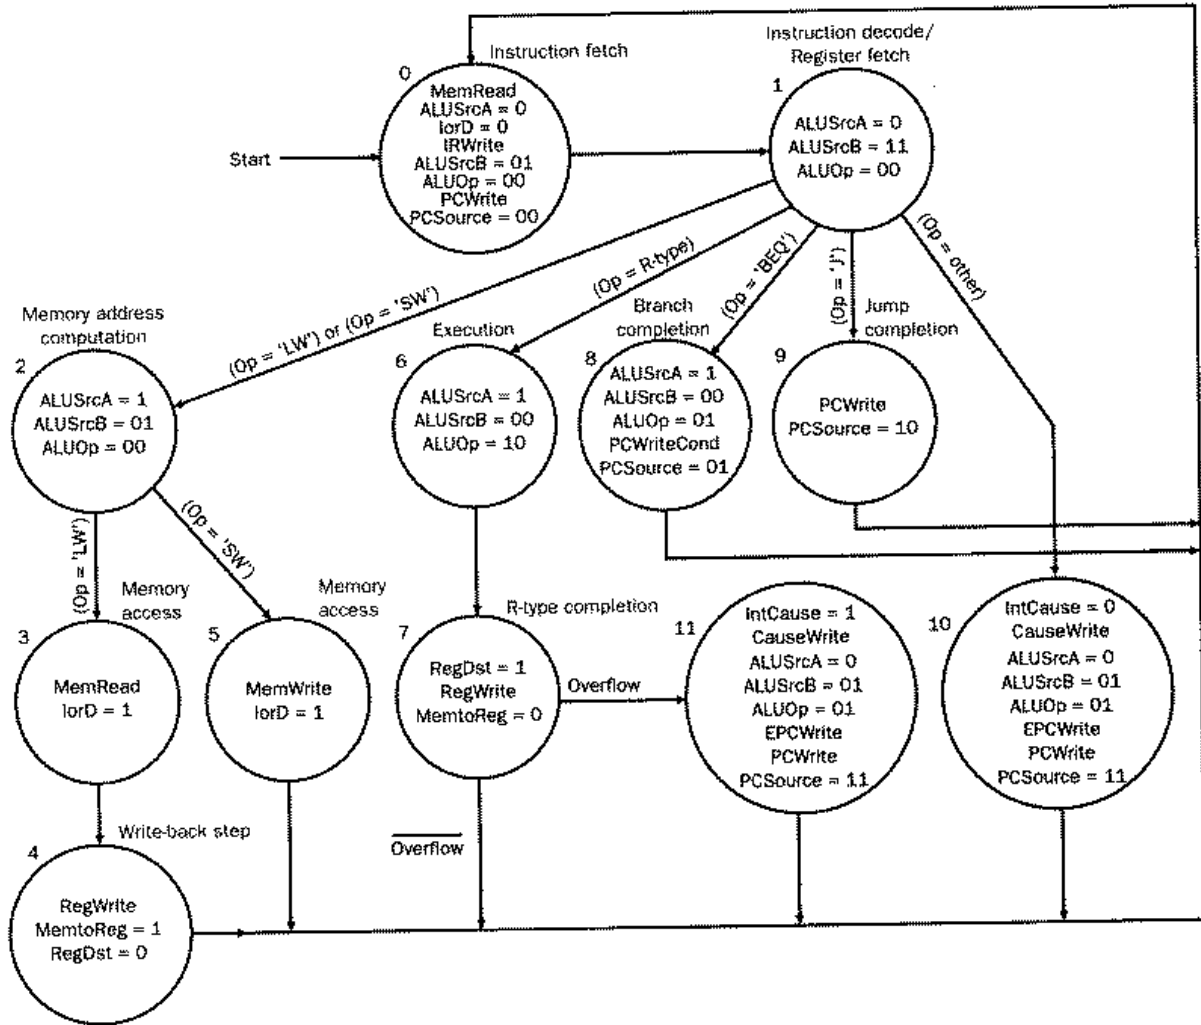 Instruction fetch
0
MemRead
ALUSrcA = 0
IorD = 0
IRWrite
ALUSrcB = 01
ALUOp = 00
PCWrite
PCSource = 00
Start
Instruction decode/
Register fetch
1
ALUSrcA = 0
ALUSrcB = 11
ALUOp = 00
(Op = 'LW') or (Op = 'SW')
(Op = R-type)
(Op = 'BEQ')
(Op = 'J')
(Op = other)
Memory address
computation
2
ALUSrcA = 1
ALUSrcB = 01
ALUOp = 00
Execution
6
ALUSrcA = 1
ALUSrcB = 00
ALUOp = 10
Branch
completion
8
ALUSrcA = 1
ALUSrcB = 00
ALUOp = 01
PCWriteCond
PCSource = 01
Jump
completion
9
PCWrite
PCSource = 10
(Op = 'LW')
(Op = 'SW')
Memory
access
3
MemRead
IorD = 1
Memory
access
5
MemWrite
IorD = 1
R-type completion
7
RegDst = 1
RegWrite
MemtoReg = 0
Overflow
Overflow
11
IntCause = 1
CauseWrite
ALUSrcA = 0
ALUSrcB = 01
ALUOp = 01
EPCWrite
PCWrite
PCSource = 11
10
IntCause = 0
CauseWrite
ALUSrcA = 0
ALUSrcB = 01
ALUOp = 01
EPCWrite
PCWrite
PCSource = 11
Write-back step
4
RegWrite
MemtoReg = 1
RegDst = 0